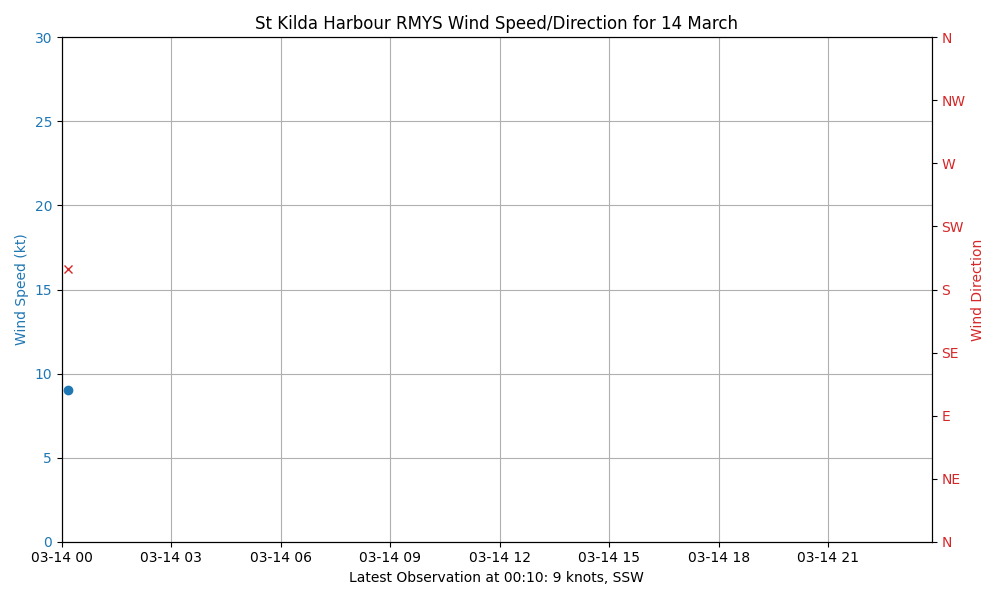 St Kilda Harbour RMYS Wind Speed/Direction for 14 March
30
25
20
15
10
5
0
Wind Speed (kt)
N
NW
W
SW
S
SE
E
NE
N
Wind Direction
03-14 00 03-14 03 03-14 06 03-14 09 03-14 12 03-14 15 03-14 18 03-14 21
Latest Observation at 00:10: 9 knots, SSW